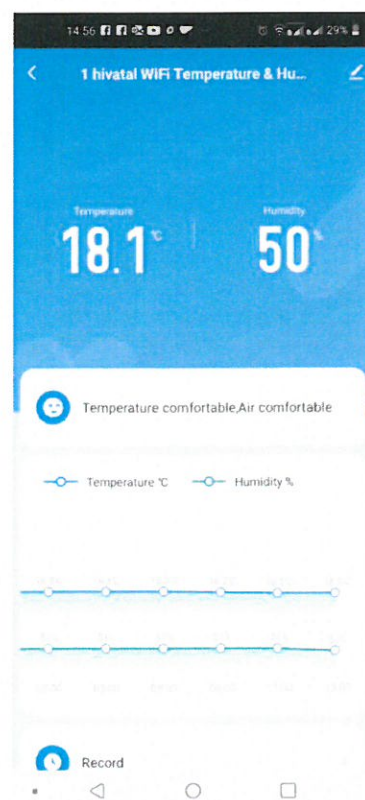 14:56 29%
1 hivatal WiFi Temperature & Hu...
Temperature Humidity
18.1 °C 50 %
Temperature comfortable,Air comfortable
Temperature °C Humidity %
Record